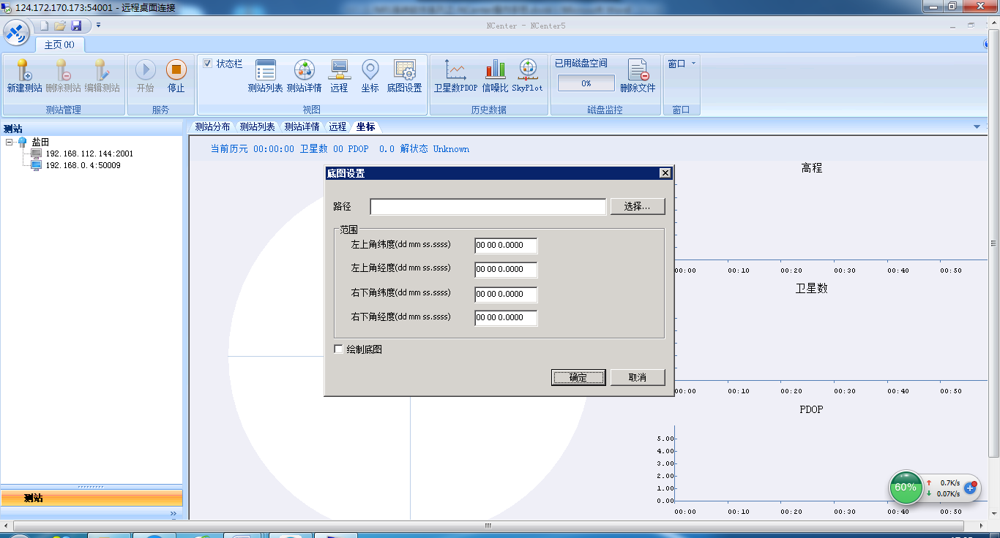 124.172.170.173:54001 - 远程桌面连接
NCenter - NCenter5
主页(H)
新建测站 删除测站 编辑测站
测站管理
开始 停止
服务
状态栏
测站列表 测站详情 远程 坐标 底图设置
视图
卫星数PDOP 信噪比 SkyPlot
历史数据
已用磁盘空间
0%
删除文件
磁盘监控
窗口
窗口
测站
盐田
192.168.112.144:2001
192.168.0.4:50009
测站
测站分布 测站列表 测站详情 远程 坐标
当前历元 00:00:00 卫星数 00 PDOP 0.0 解状态 Unknown
底图设置
路径
选择...
范围
左上角纬度(dd mm ss.ssss) 00 00 0.0000
左上角经度(dd mm ss.ssss) 00 00 0.0000
右下角纬度(dd mm ss.ssss) 00 00 0.0000
右下角经度(dd mm ss.ssss) 00 00 0.0000
绘制底图
确定 取消
高程
00:00 00:10 00:20 00:30 00:40 00:50
卫星数
00:00 00:10 00:20 00:30 00:40 00:50
PDOP
5.00
4.00
3.00
2.00
1.00
0.00
00:00 00:10 00:20 00:30 00:40 00:50
60%
0.7K/s
0.07K/s